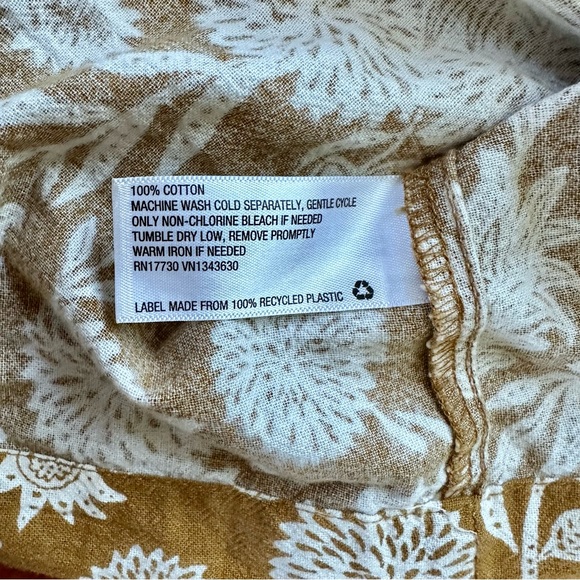 100% COTTON
MACHINE WASH COLD SEPARATELY, GENTLE CYCLE
ONLY NON-CHLORINE BLEACH IF NEEDED
TUMBLE DRY LOW, REMOVE PROMPTLY
WARM IRON IF NEEDED
RN17730 VN1343630
LABEL MADE FROM 100% RECYCLED PLASTIC